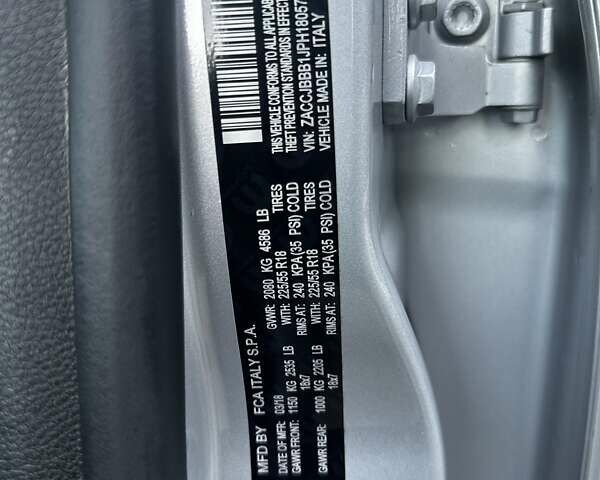 MFD BY FCA ITALY S.P.A.
DATE OF MFR: 03/18 GVWR: 2080 KG 4586 LB
GAWR FRONT: 1150 KG 2535 LB WITH: 225/55 R18 TIRES
18x7 RIMS AT: 240 KPA(35 PSI) COLD
GAWR REAR: 1000 KG 2205 LB WITH: 225/55 R18 TIRES
18x7 RIMS AT: 240 KPA(35 PSI) COLD
THIS VEHICLE CONFORMS TO ALL APPLICABLE
THEFT PREVENTION STANDARDS
VIN: ZACCJBBB1JPH18057
VEHICLE MADE IN: ITALY